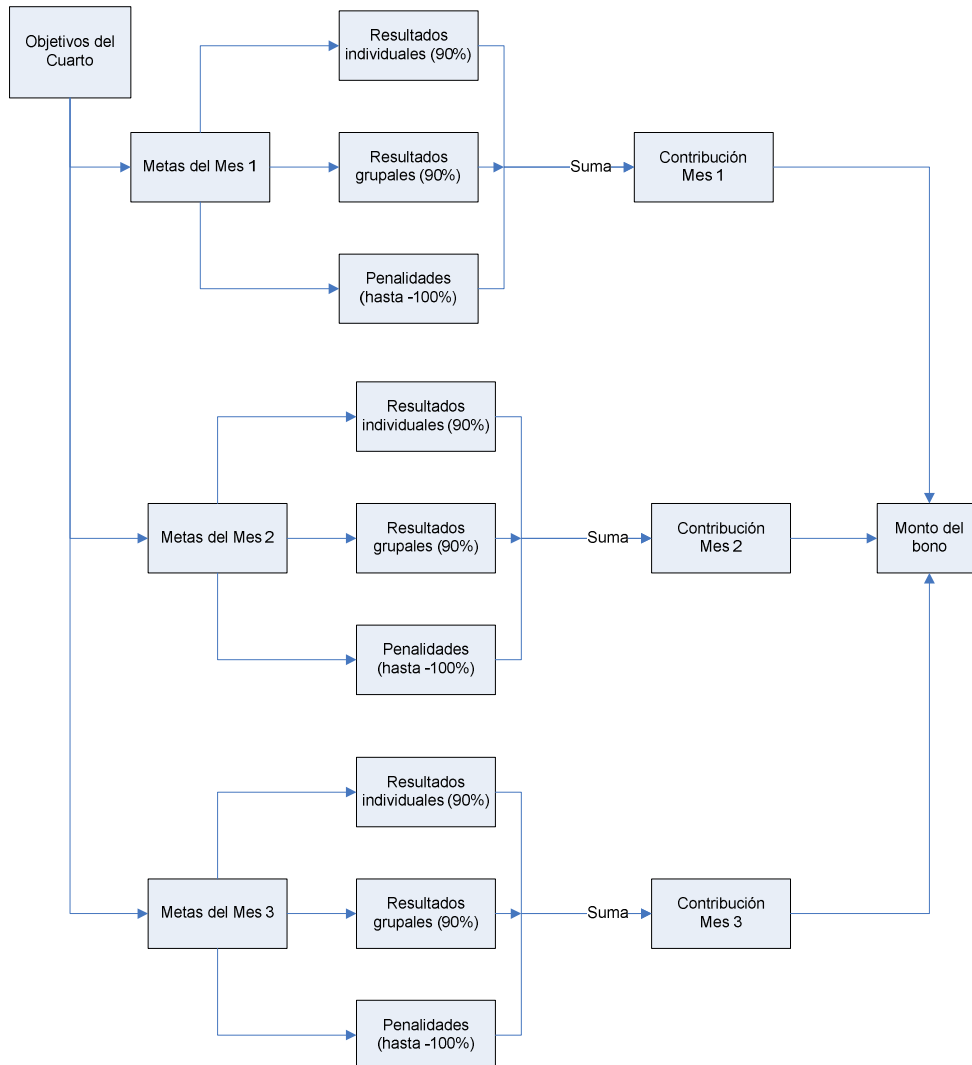 Objetivos del
Cuarto
Resultados
individuales (90%)
Metas del Mes 1
Resultados
grupales (90%)
Suma
Contribución
Mes 1
Penalidades
(hasta -100%)
Resultados
individuales (90%)
Metas del Mes 2
Resultados
grupales (90%)
Suma
Contribución
Mes 2
Monto del
bono
Penalidades
(hasta -100%)
Resultados
individuales (90%)
Metas del Mes 3
Resultados
grupales (90%)
Suma
Contribución
Mes 3
Penalidades
(hasta -100%)